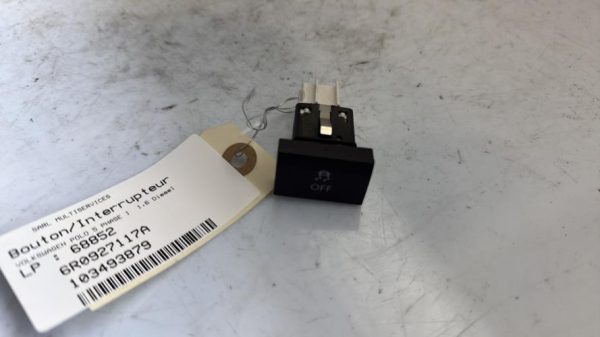 SARL MULTISERVICES
Bouton/Interrupteur
VOLKSWAGEN POLO 5 PHASE 1 1.6 Diesel
LP : 68852
6R0927117A
103493879
OFF